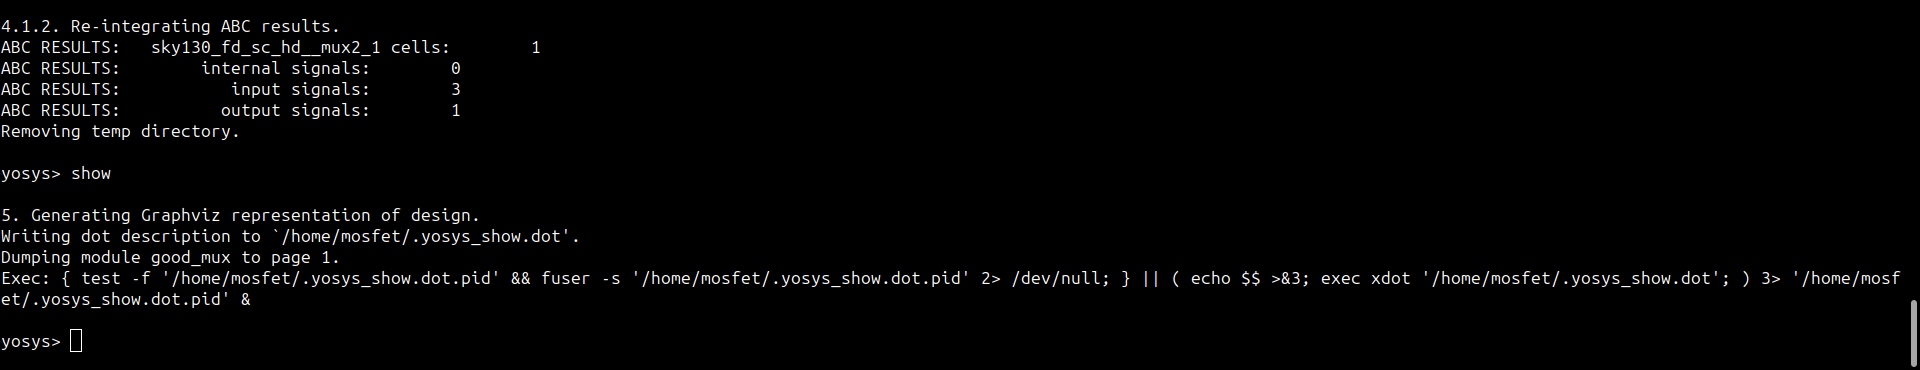 4.1.2. Re-integrating ABC results.
ABC RESULTS:   sky130_fd_sc_hd__mux2_1 cells:        1
ABC RESULTS:        internal signals:        0
ABC RESULTS:           input signals:        3
ABC RESULTS:          output signals:        1
Removing temp directory.
yosys> show
5. Generating Graphviz representation of design.
Writing dot description to `/home/mosfet/.yosys_show.dot'.
Dumping module good_mux to page 1.
Exec: { test -f '/home/mosfet/.yosys_show.dot.pid' && fuser -s '/home/mosfet/.yosys_show.dot.pid' 2> /dev/null; } || ( echo $$ >&3; exec xdot '/home/mosfet/.yosys_show.dot'; ) 3> '/home/mosf
et/.yosys_show.dot.pid' &
yosys>